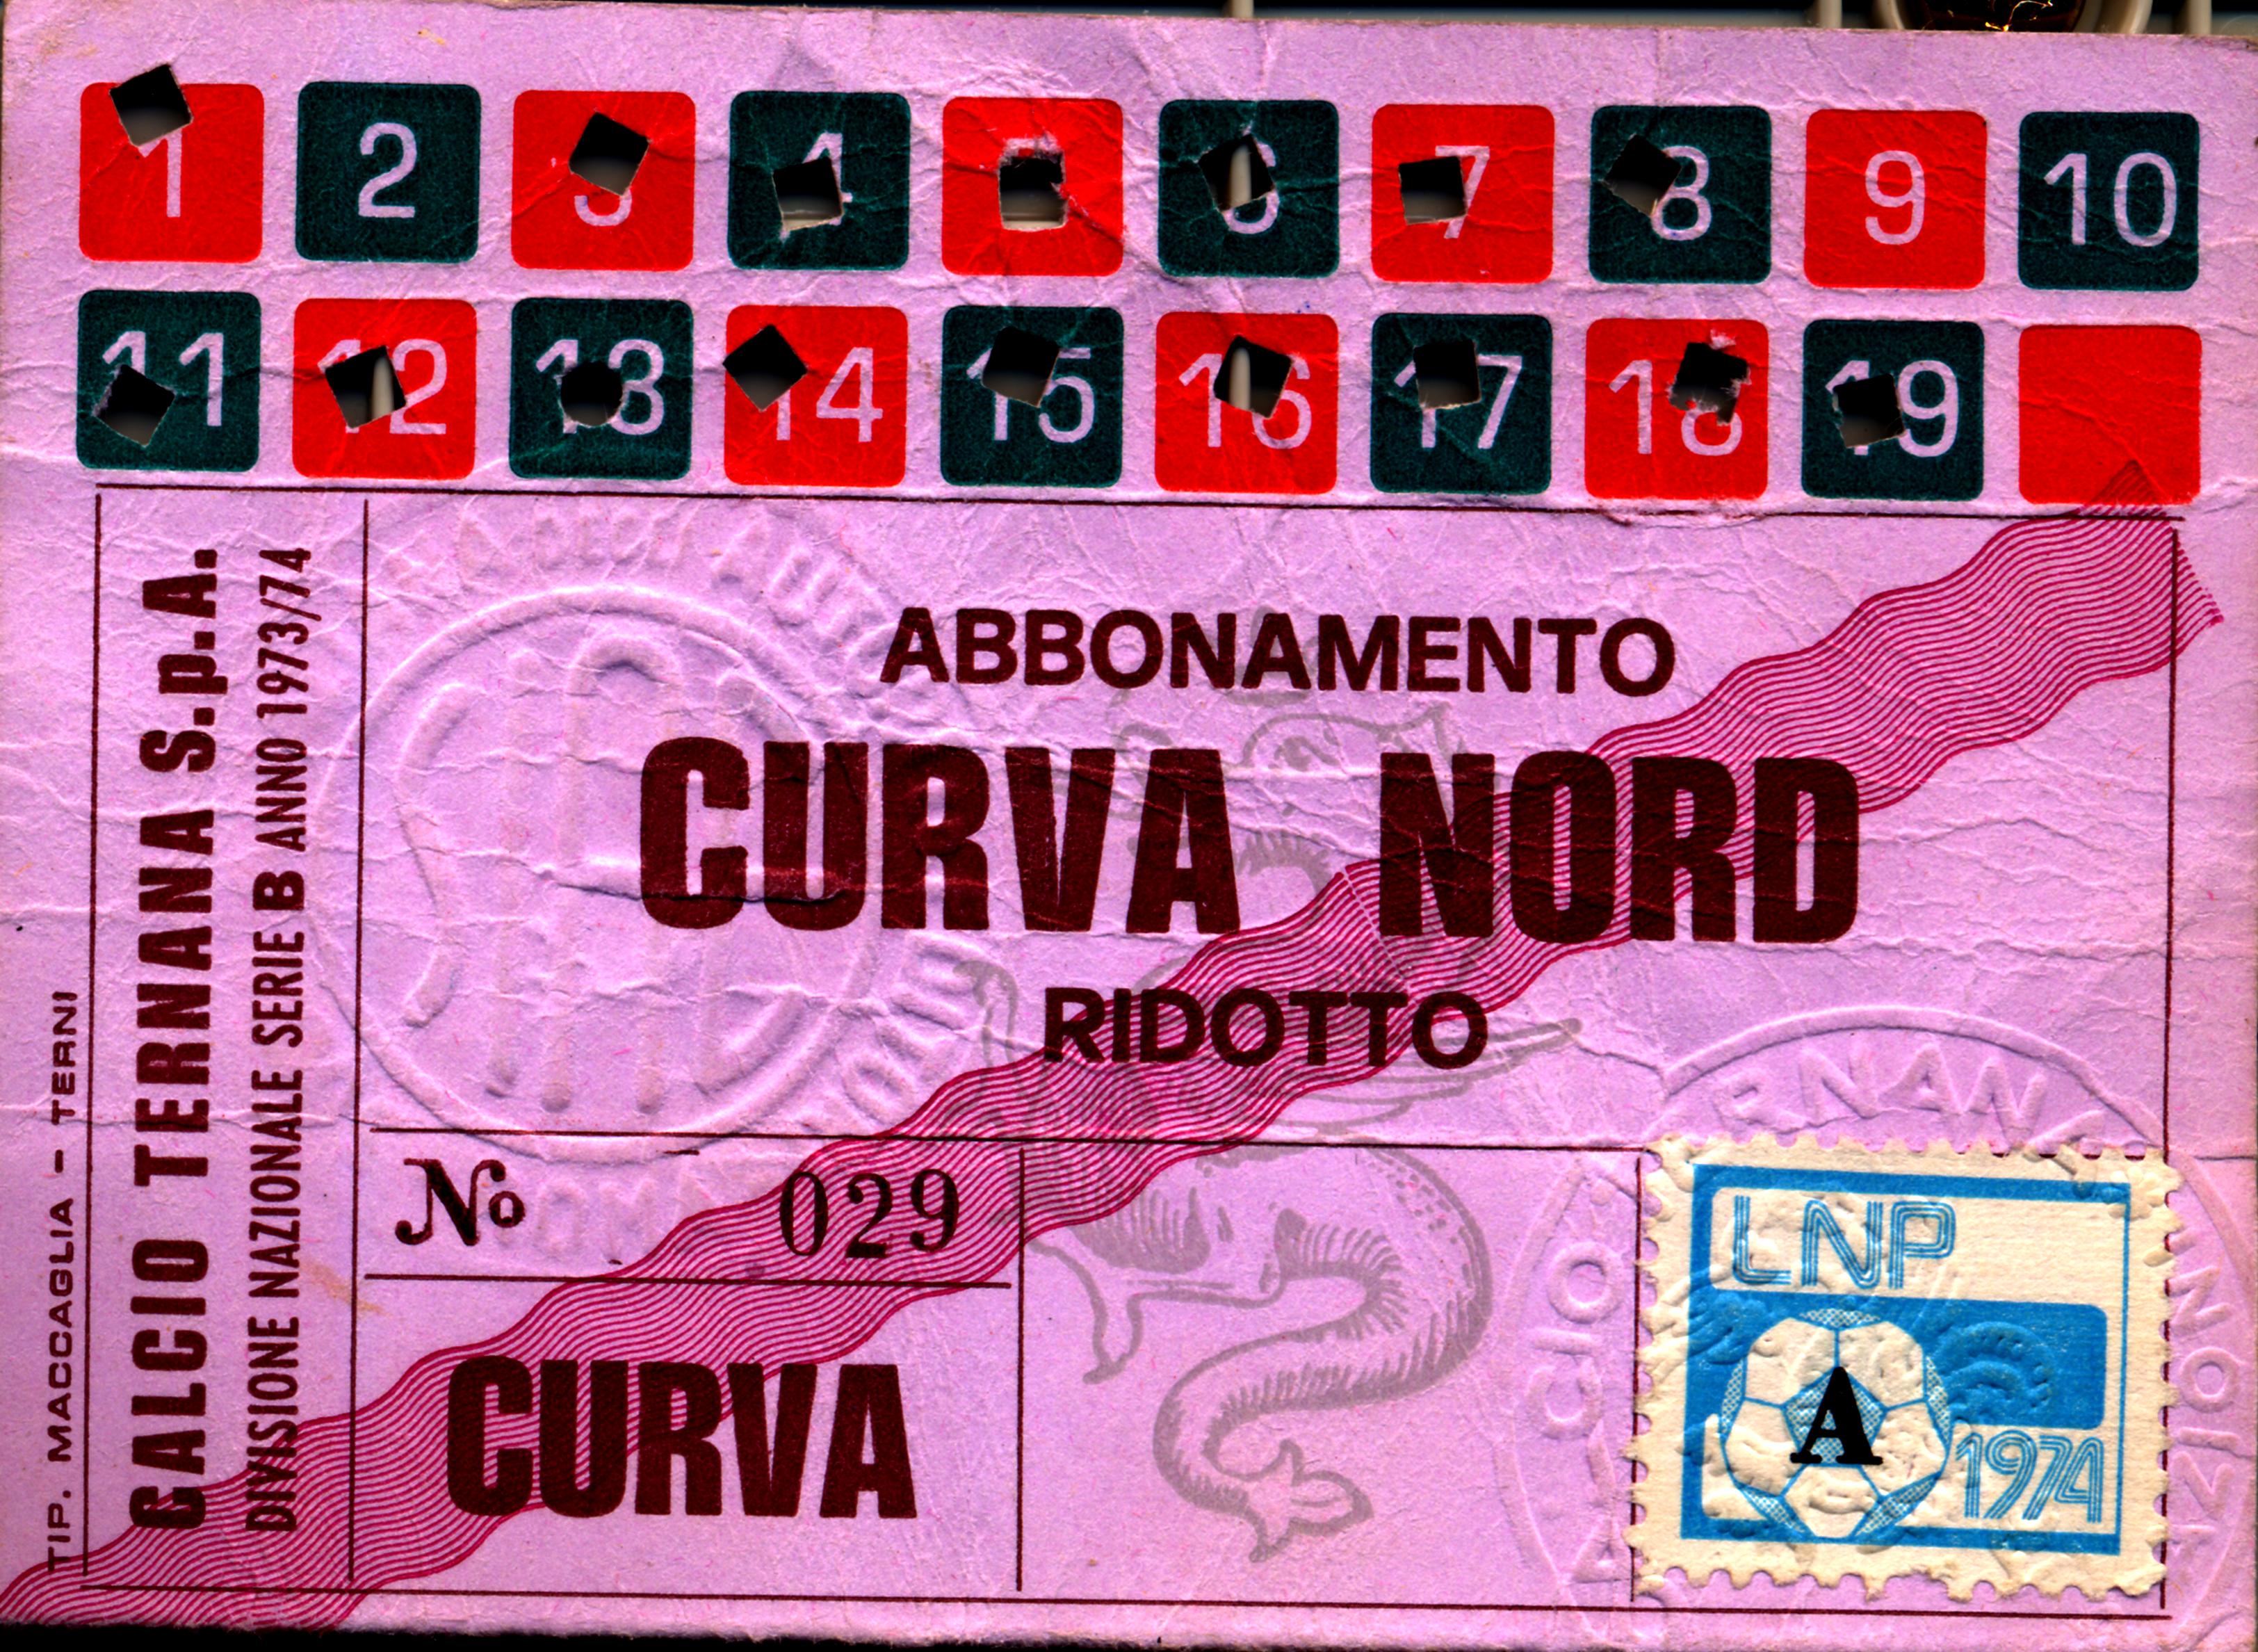 1 2 3 4 5 6 7 8 9 10
11 12 13 14 15 16 17 18 19
TIP. MACCAGLIA - TERNI
CALCIO TERNANA S.p.A.
DIVISIONE NAZIONALE SERIE B ANNO 1973/74
ABBONAMENTO
CURVA NORD
RIDOTTO
No 029
CURVA
LNP
A
1974